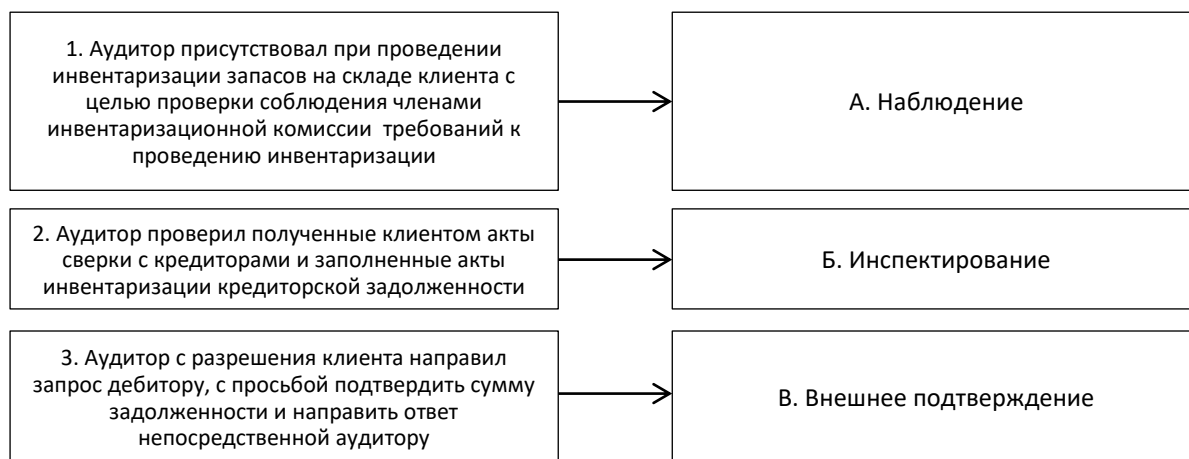 1. Аудитор присутствовал при проведении
инвентаризации запасов на складе клиента с
целью проверки соблюдения членами
инвентаризационной комиссии требований к
проведению инвентаризации
А. Наблюдение
2. Аудитор проверил полученные клиентом акты
сверки с кредиторами и заполненные акты
инвентаризации кредиторской задолженности
Б. Инспектирование
3. Аудитор с разрешения клиента направил
запрос дебитору, с просьбой подтвердить сумму
задолженности и направить ответ
непосредственной аудитору
В. Внешнее подтверждение